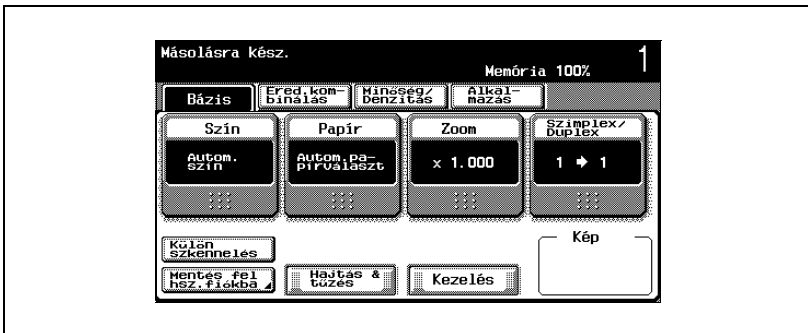 Másolásra kész.
Memória 100%
1
Bázis
Ered.kom-
binálás
Minőség/
Denzitás
Alkal-
mazás
Szín
Papír
Zoom
Szimplex/
Duplex
Autom.
szín
Autom.pa-
pírválaszt
x 1.000
1 → 1
Külön
szkennelés
Kép
Mentés fel
hsz.fiókba
Hajtás &
tűzés
Kezelés